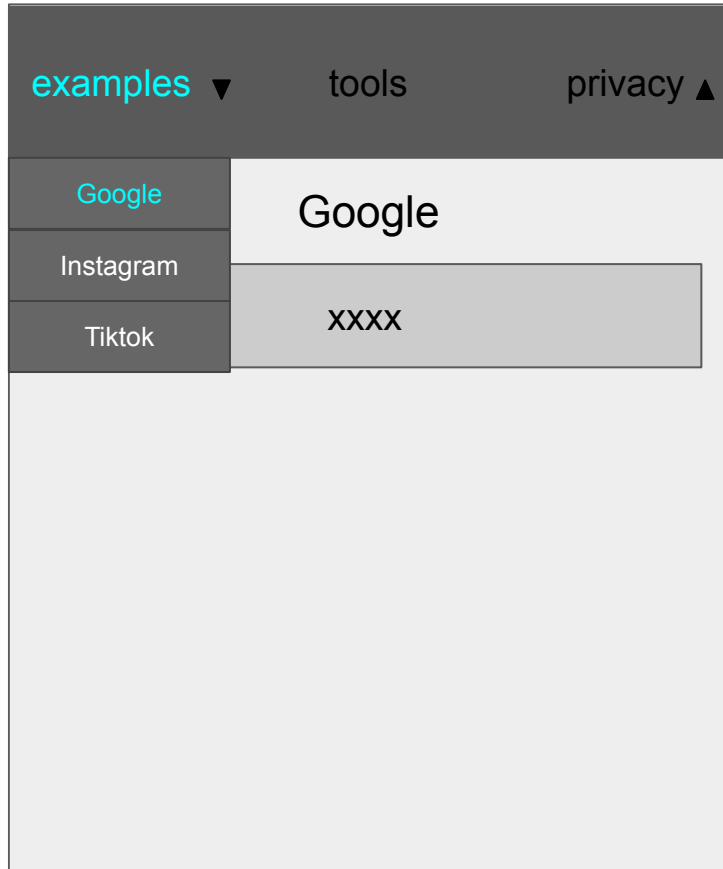 examples ▼ tools privacy ▲
Google
Instagram
Tiktok
Google
xxxx